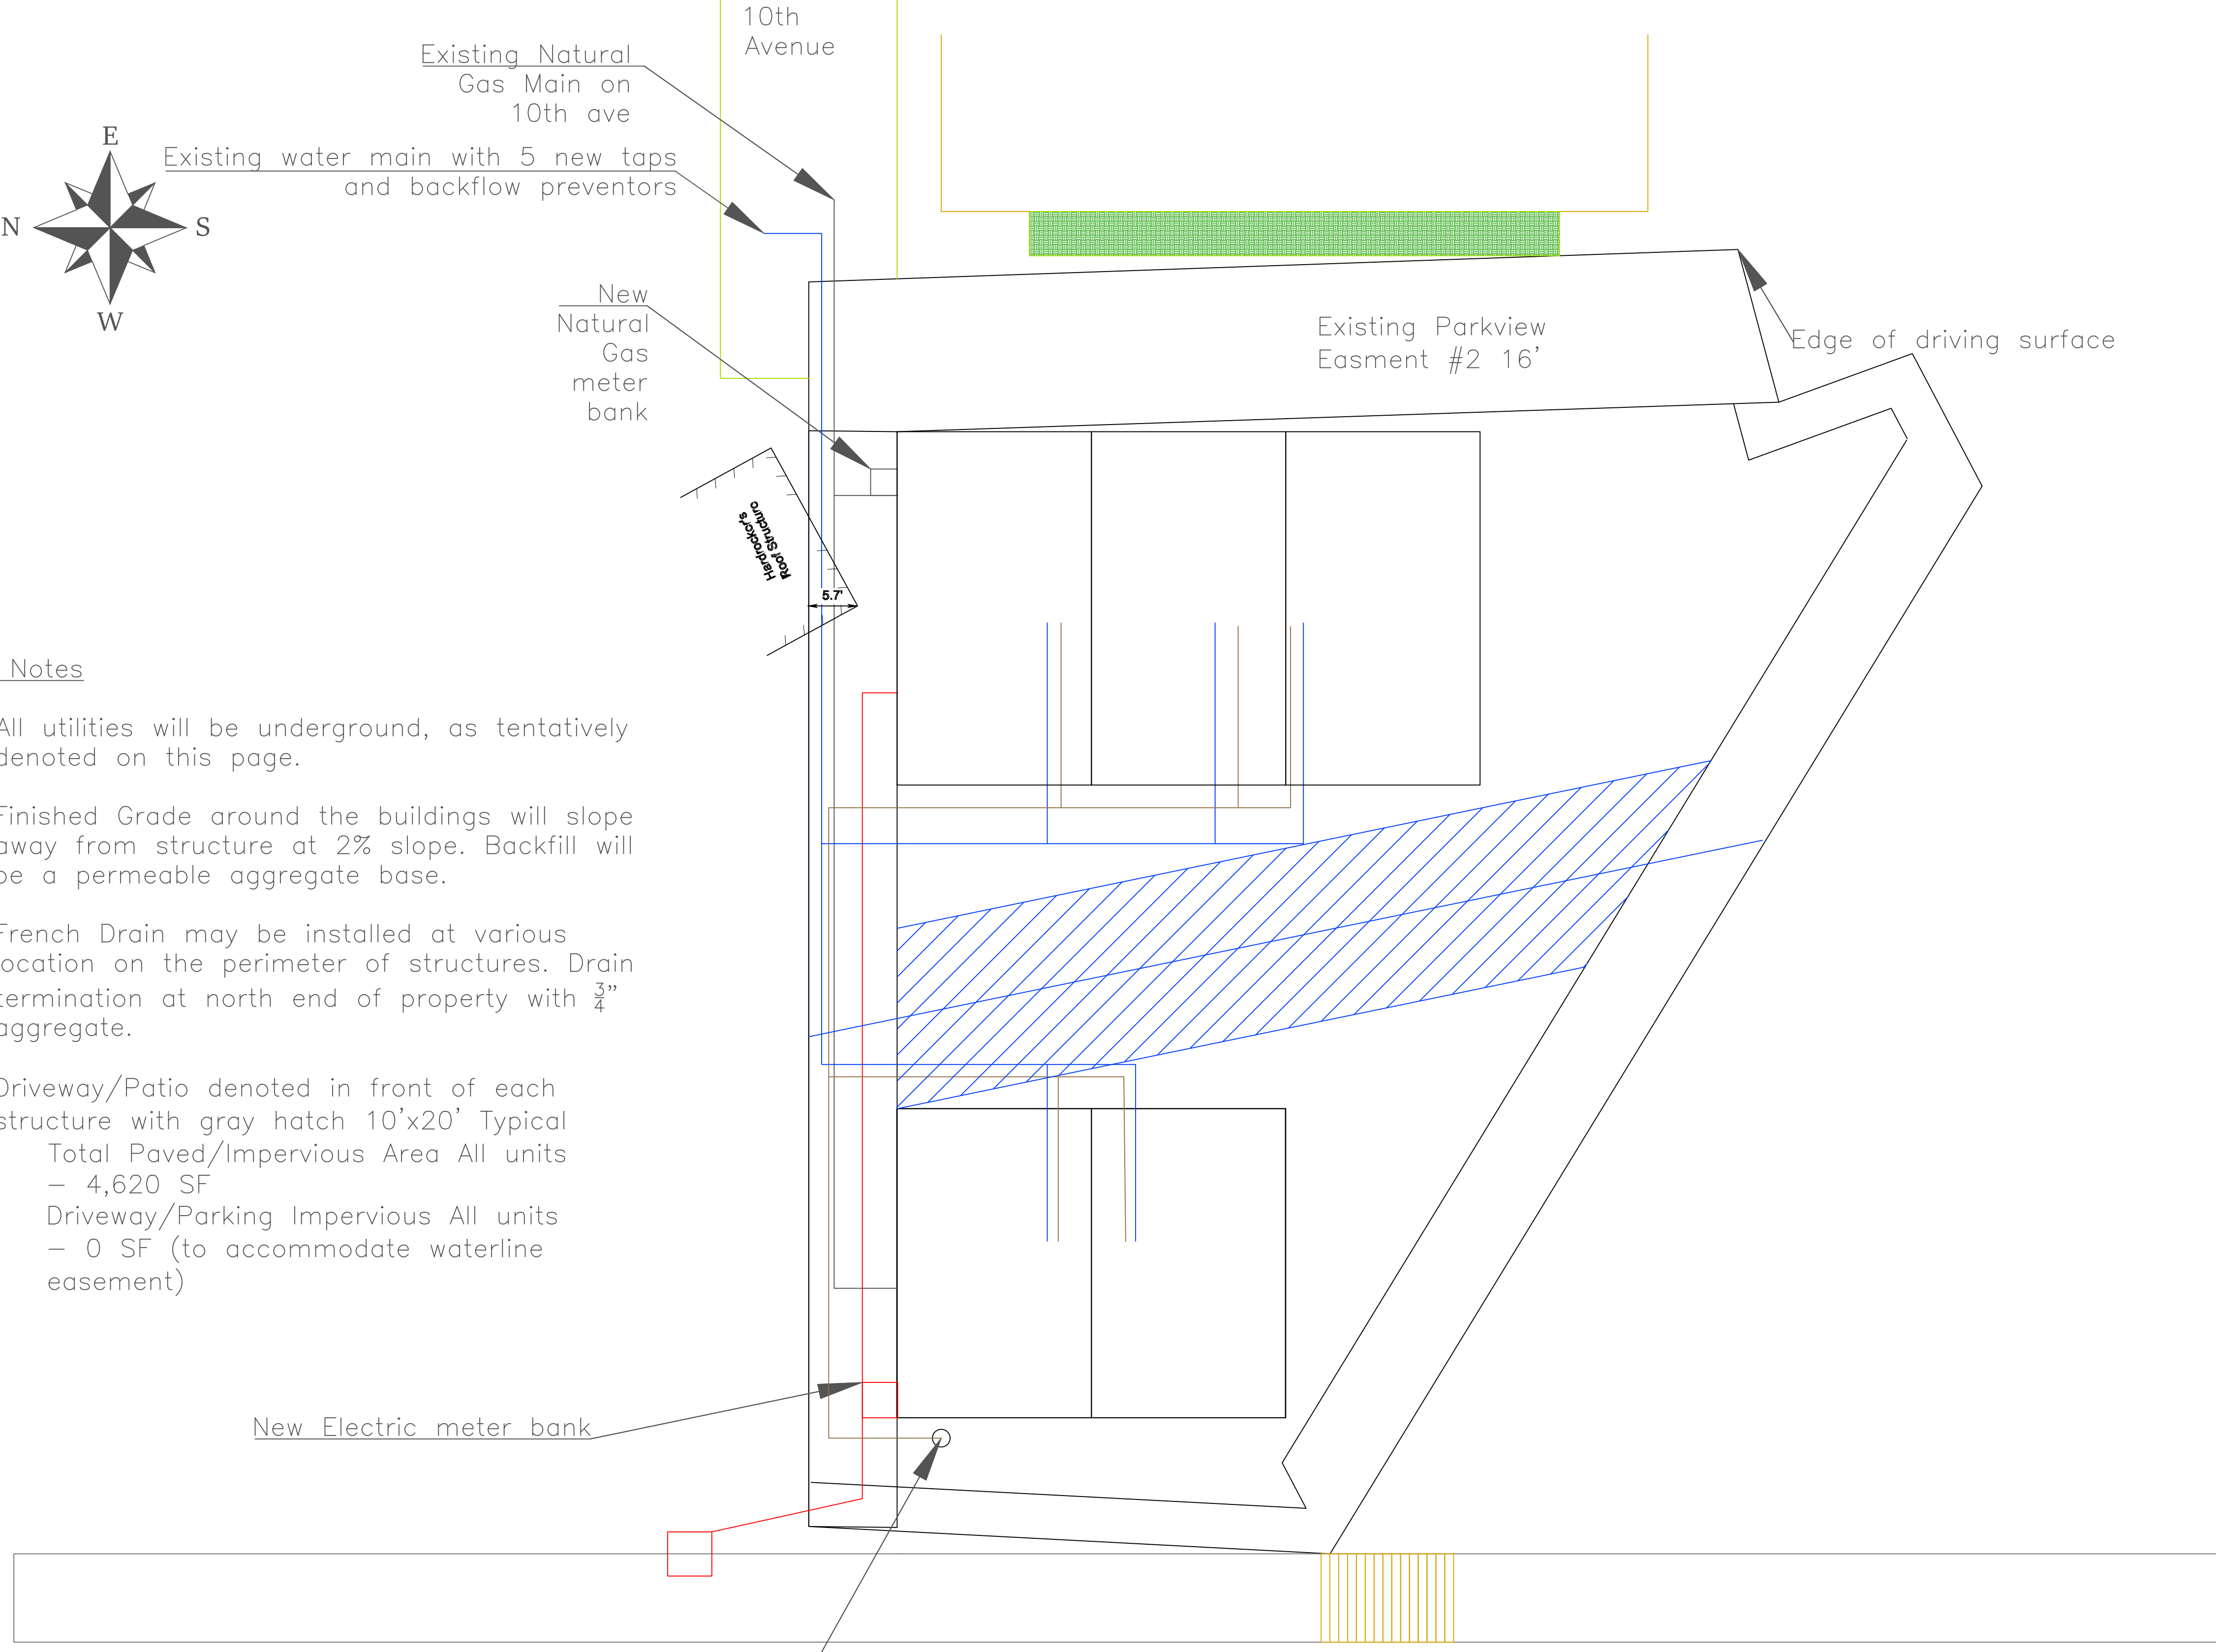 10th
Avenue
Existing Natural
Gas Main on
10th ave
E
N
S
W
Existing water main with 5 new taps
and backflow preventors
New
Natural
Gas
meter
bank
Existing Parkview
Easment #2 16'
Edge of driving surface
Hardrocker's
Roof Structure
5.7'
Notes
All utilities will be underground, as tentatively
denoted on this page.
Finished Grade around the buildings will slope
away from structure at 2% slope. Backfill will
be a permeable aggregate base.
French Drain may be installed at various
location on the perimeter of structures. Drain
termination at north end of property with 3/4"
aggregate.
Driveway/Patio denoted in front of each
structure with gray hatch 10'x20' Typical
Total Paved/Impervious Area All units
– 4,620 SF
Driveway/Parking Impervious All units
– 0 SF (to accommodate waterline
easement)
New Electric meter bank